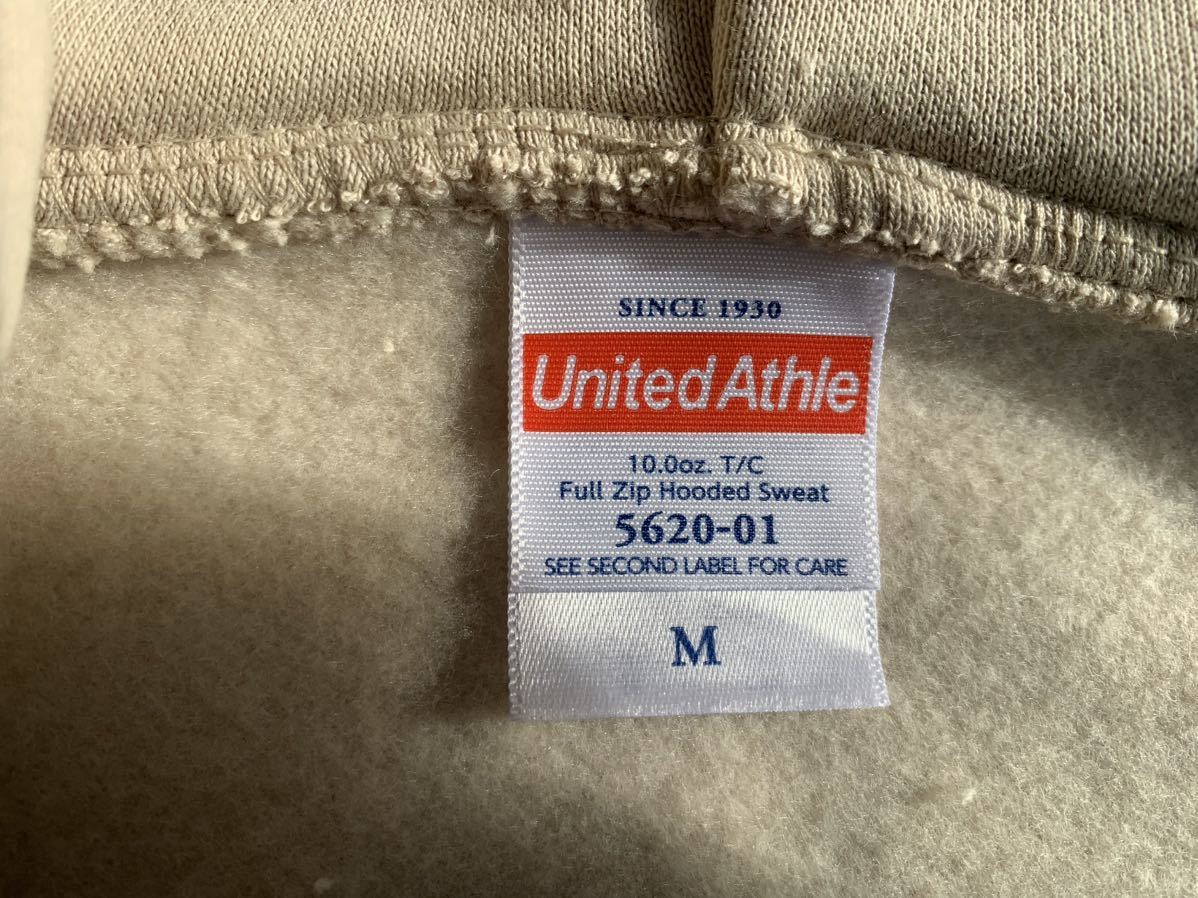 SINCE 1930
United Athle
10.0oz. T/C
Full Zip Hooded Sweat
5620-01
SEE SECOND LABEL FOR CARE
M